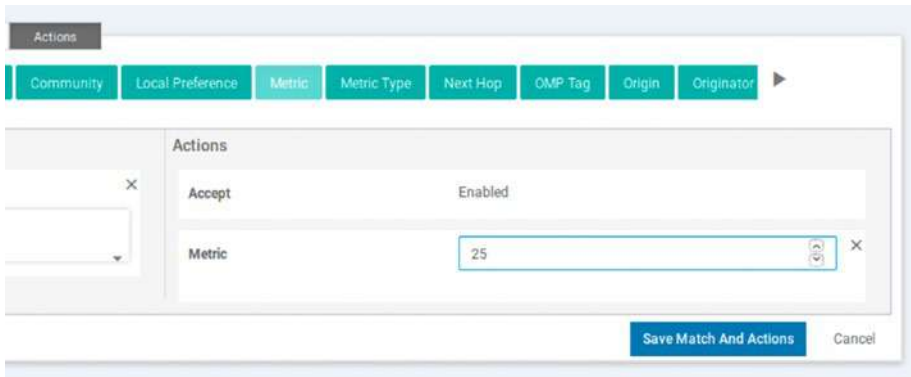 Actions
Community Local Preference Metric Metric Type Next Hop OMP Tag Origin Originator
Actions
Accept Enabled
Metric 25
Save Match And Actions Cancel